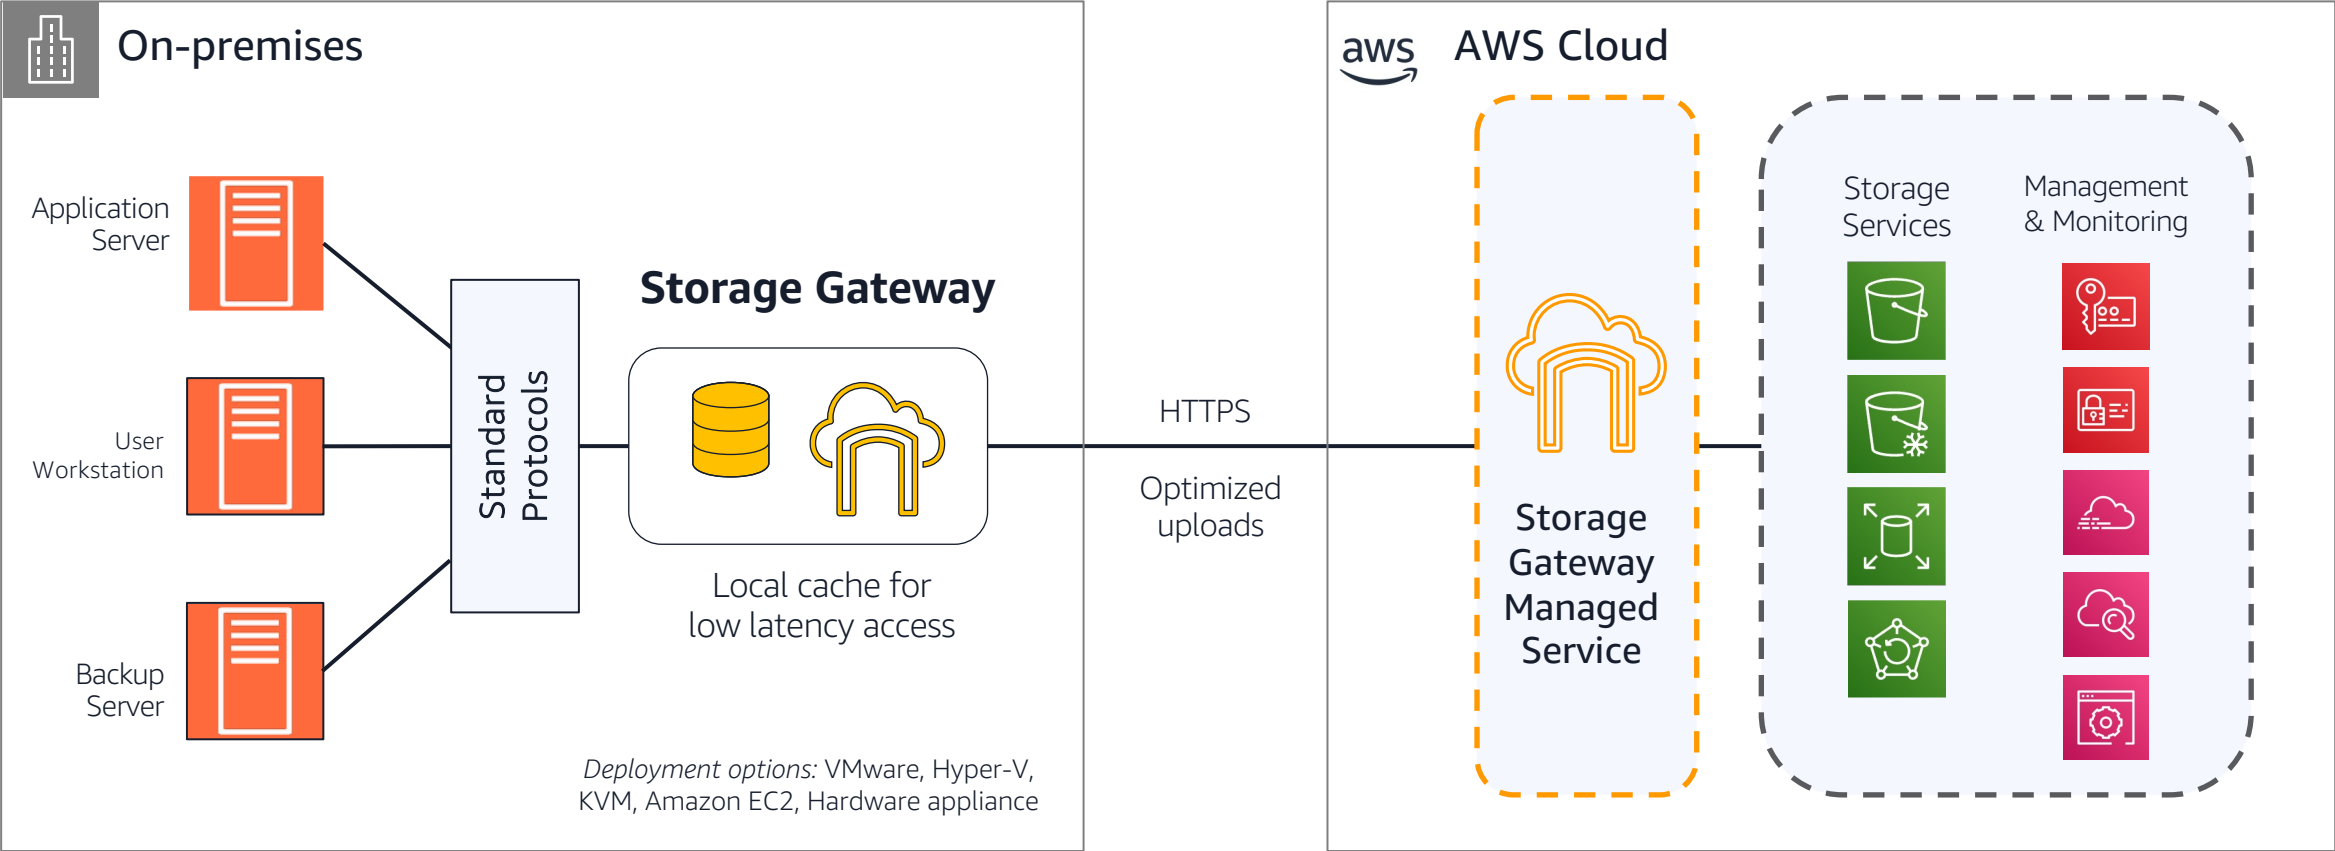 On-premises
Application
Server
User
Workstation
Backup
Server
Standard
Protocols
Storage Gateway
Local cache for
low latency access
Deployment options: VMware, Hyper-V,
KVM, Amazon EC2, Hardware appliance
HTTPS
Optimized
uploads
aws
AWS Cloud
Storage
Gateway
Managed
Service
Storage
Services
Management
& Monitoring